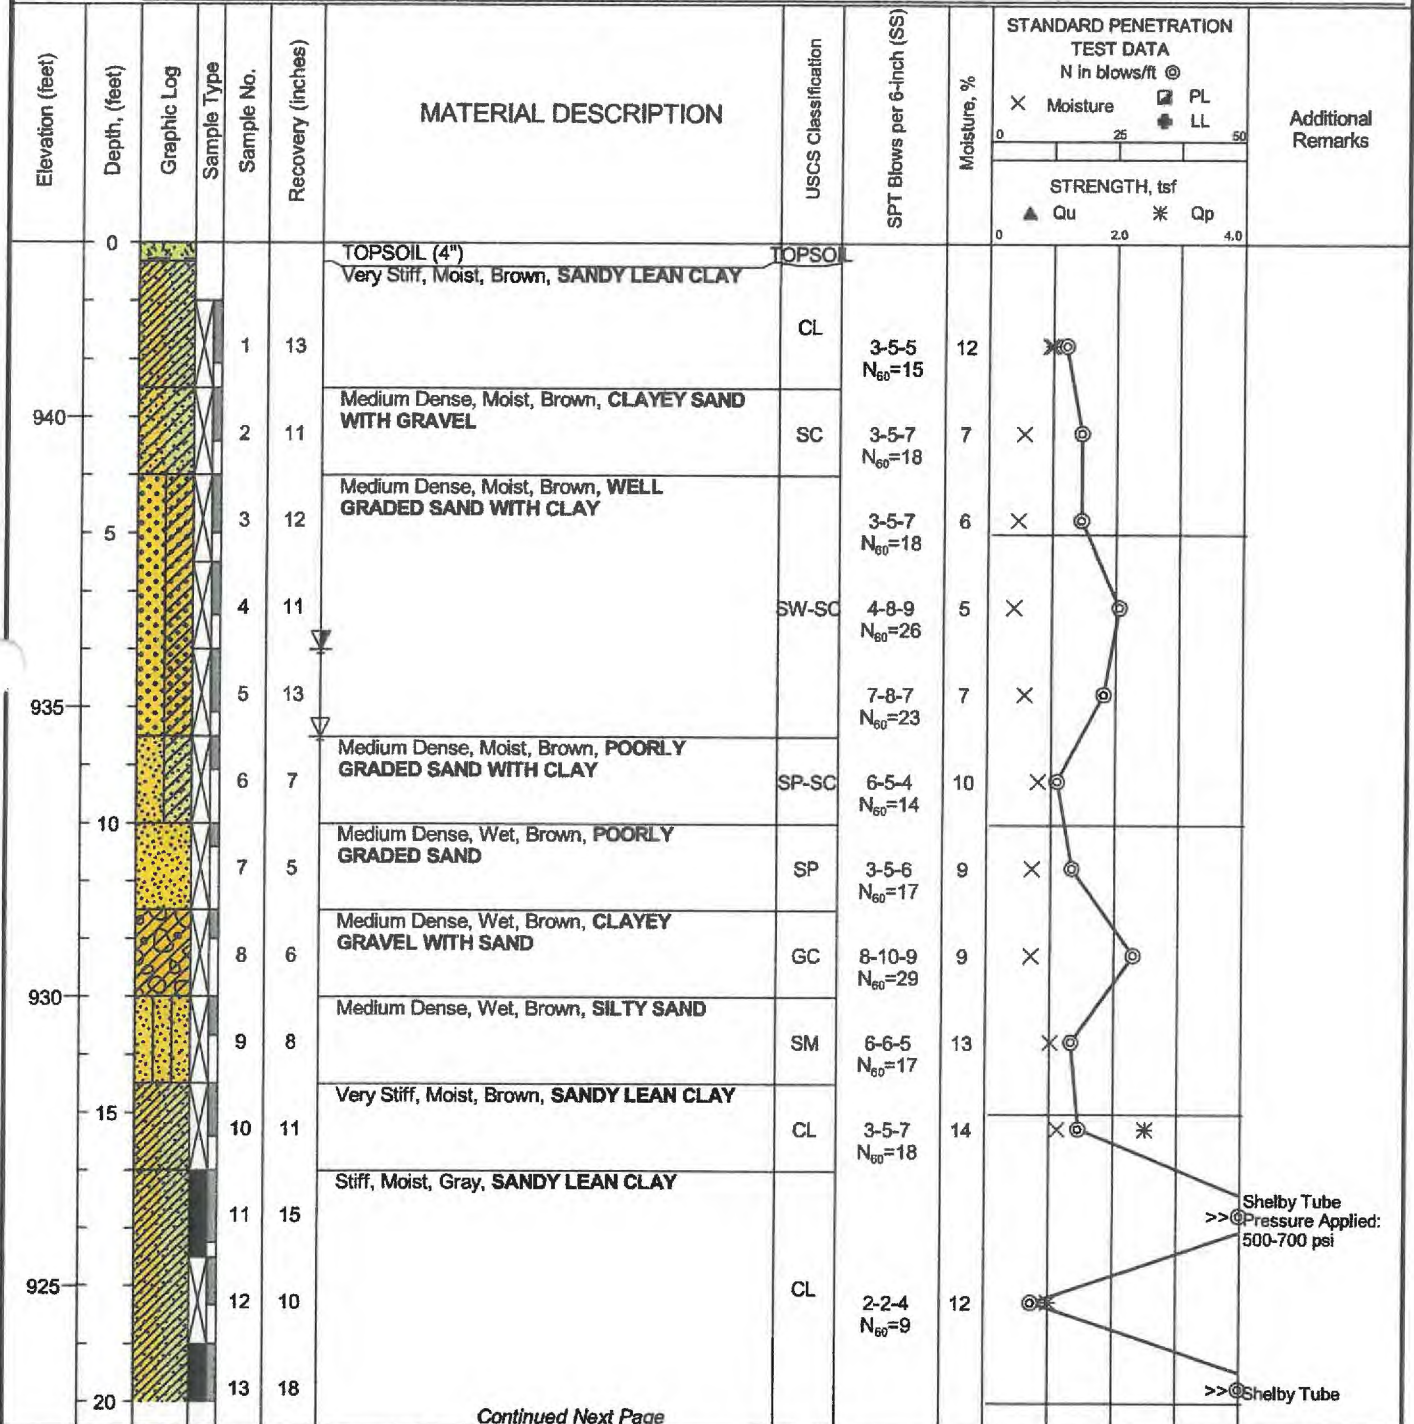 Elevation (feet)
Depth, (feet)
Graphic Log
Sample Type
Sample No.
Recovery (inches)
MATERIAL DESCRIPTION
USCS Classification
SPT Blows per 6-inch (SS)
Moisture, %
STANDARD PENETRATION
TEST DATA
N in blows/ft ◎
× Moisture
PL
LL
0 25 50
STRENGTH, tsf
▲ Qu ✳ Qp
0 2.0 4.0
Additional
Remarks
0
TOPSOIL (4")
TOPSOIL
Very Stiff, Moist, Brown, SANDY LEAN CLAY
CL
1 13
3-5-5 12
N60=15
940
Medium Dense, Moist, Brown, CLAYEY SAND
WITH GRAVEL
2 11
SC
3-5-7 7
N60=18
Medium Dense, Moist, Brown, WELL
GRADED SAND WITH CLAY
3 12
3-5-7 6
N60=18
5
4 11
SW-SC
4-8-9 5
N60=26
935
5 13
7-8-7 7
N60=23
Medium Dense, Moist, Brown, POORLY
GRADED SAND WITH CLAY
6 7
SP-SC
6-5-4 10
N60=14
10
Medium Dense, Wet, Brown, POORLY
GRADED SAND
7 5
SP
3-5-6 9
N60=17
Medium Dense, Wet, Brown, CLAYEY
GRAVEL WITH SAND
8 6
GC
8-10-9 9
N60=29
930
Medium Dense, Wet, Brown, SILTY SAND
9 8
SM
6-6-5 13
N60=17
15
Very Stiff, Moist, Brown, SANDY LEAN CLAY
10 11
CL
3-5-7 14
N60=18
Stiff, Moist, Gray, SANDY LEAN CLAY
11 15
Shelby Tube
>>◎Pressure Applied:
500-700 psi
925
CL
12 10
2-2-4 12
N60=9
13 18
>>◎Shelby Tube
20
Continued Next Page